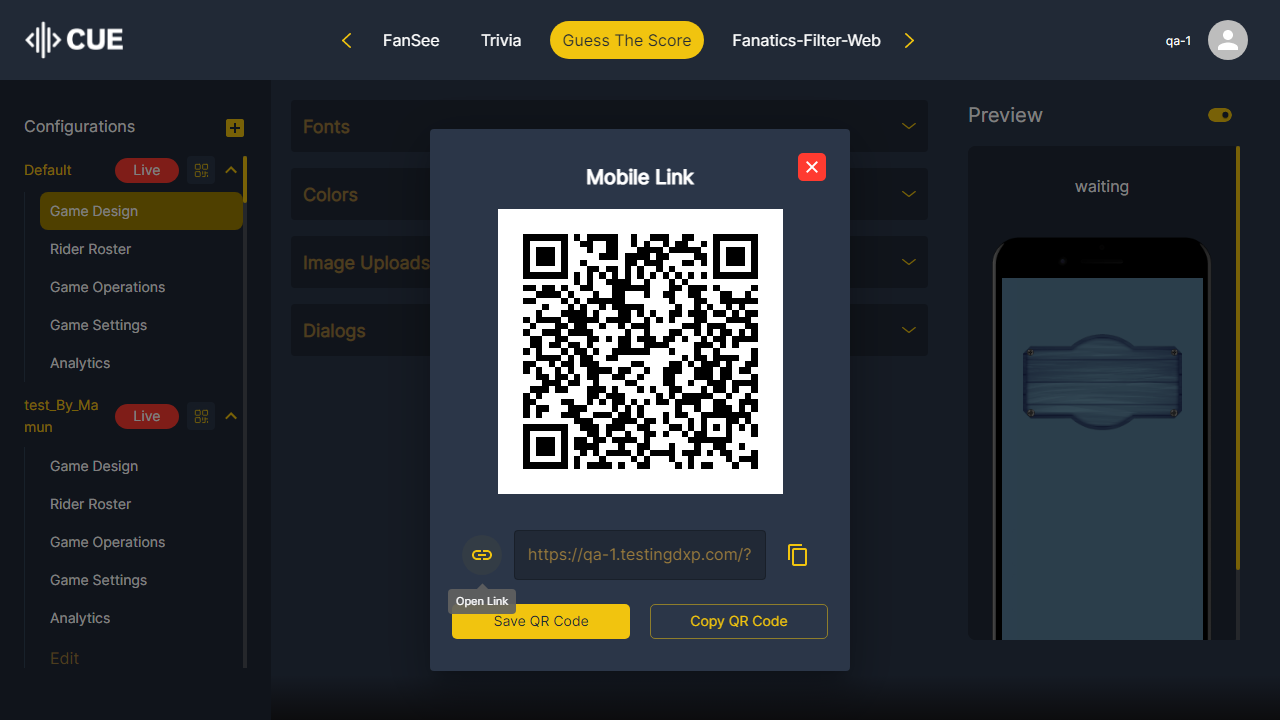 CUE
FanSee
Trivia
Guess The Score
Fanatics-Filter-Web
qa-1
Configurations
Default
Live
Game Design
Rider Roster
Game Operations
Game Settings
Analytics
test_By_Ma
mun
Live
Game Design
Rider Roster
Game Operations
Game Settings
Analytics
Edit
Fonts
Colors
Image Uploads
Dialogs
Mobile Link
https://qa-1.testingdxp.com/?
Open Link
Save QR Code
Copy QR Code
Preview
waiting